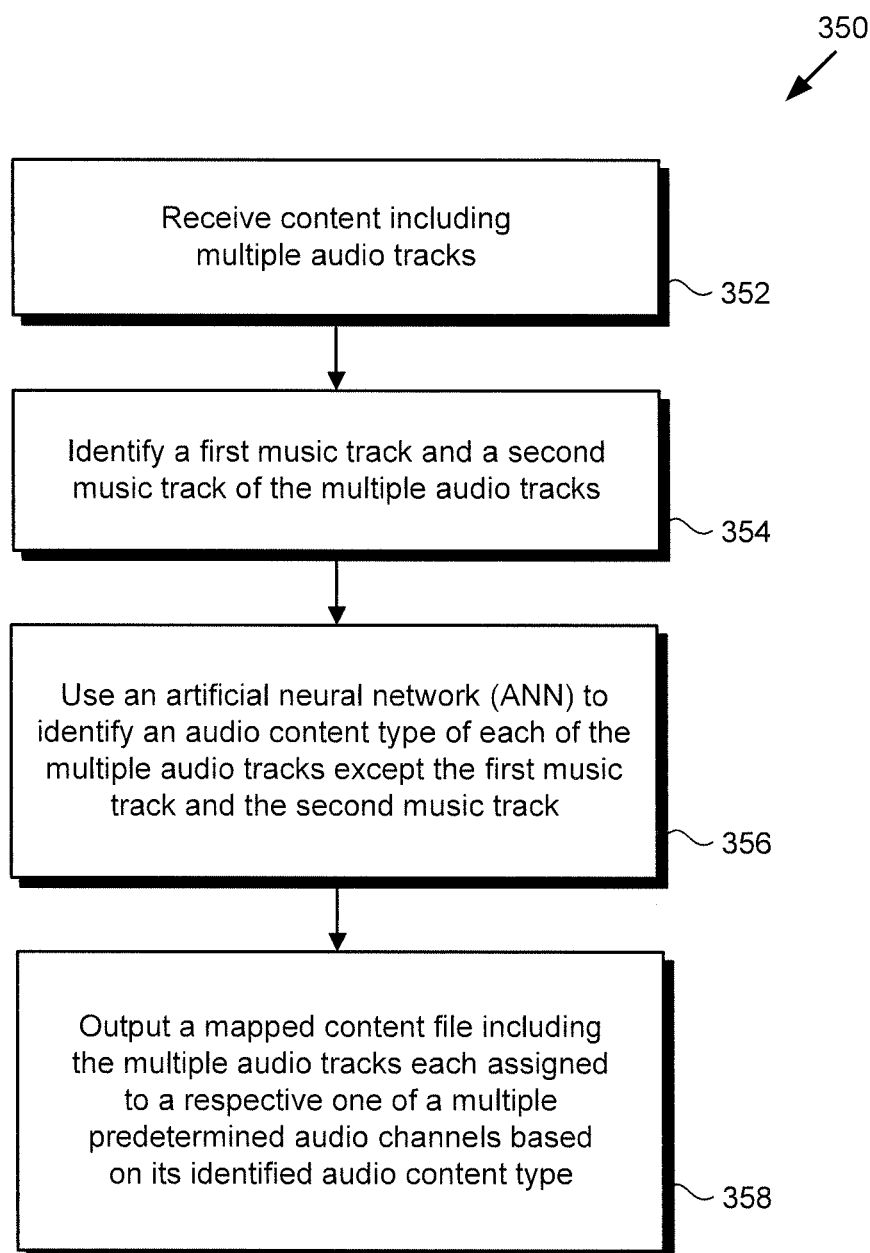 350
Receive content including
multiple audio tracks
352
Identify a first music track and a second
music track of the multiple audio tracks
354
Use an artificial neural network (ANN) to
identify an audio content type of each of the
multiple audio tracks except the first music
track and the second music track
356
Output a mapped content file including
the multiple audio tracks each assigned
to a respective one of a multiple
predetermined audio channels based
on its identified audio content type
358